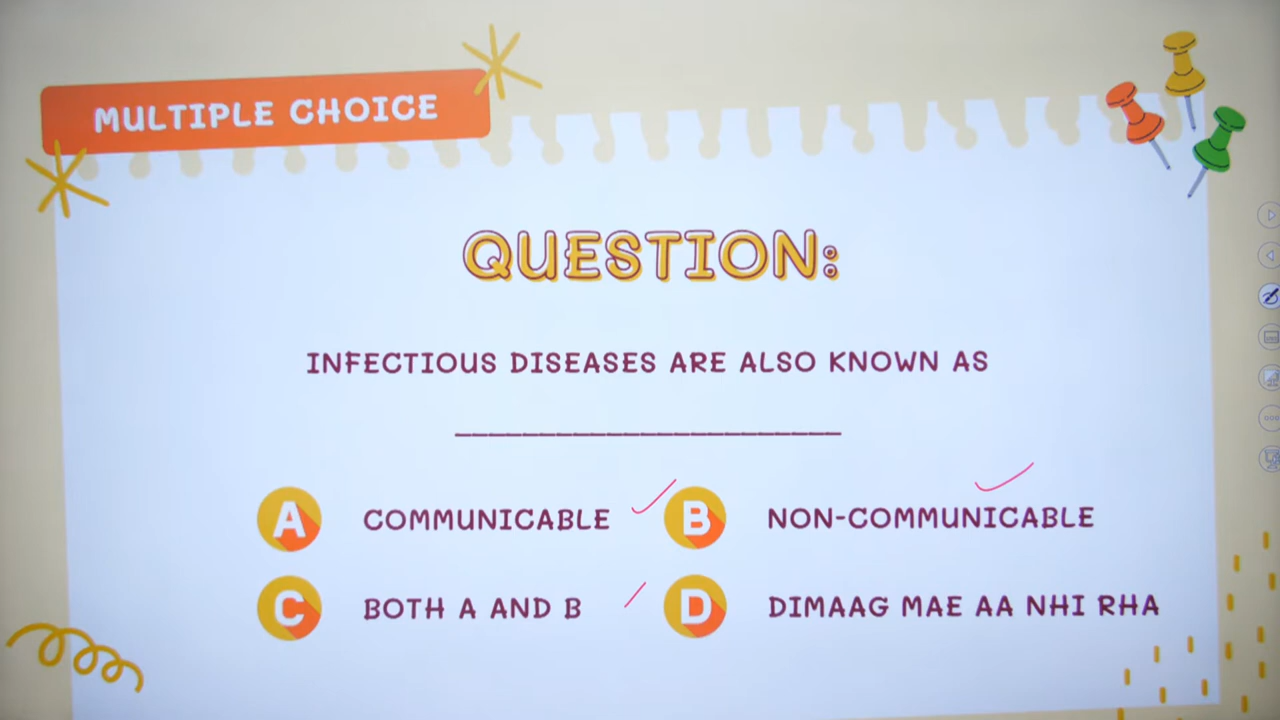 MULTIPLE CHOICE
QUESTION:
INFECTIOUS DISEASES ARE ALSO KNOWN AS
______________________
A COMMUNICABLE
B NON-COMMUNICABLE
C BOTH A AND B
D DIMAAG MAE AA NHI RHA